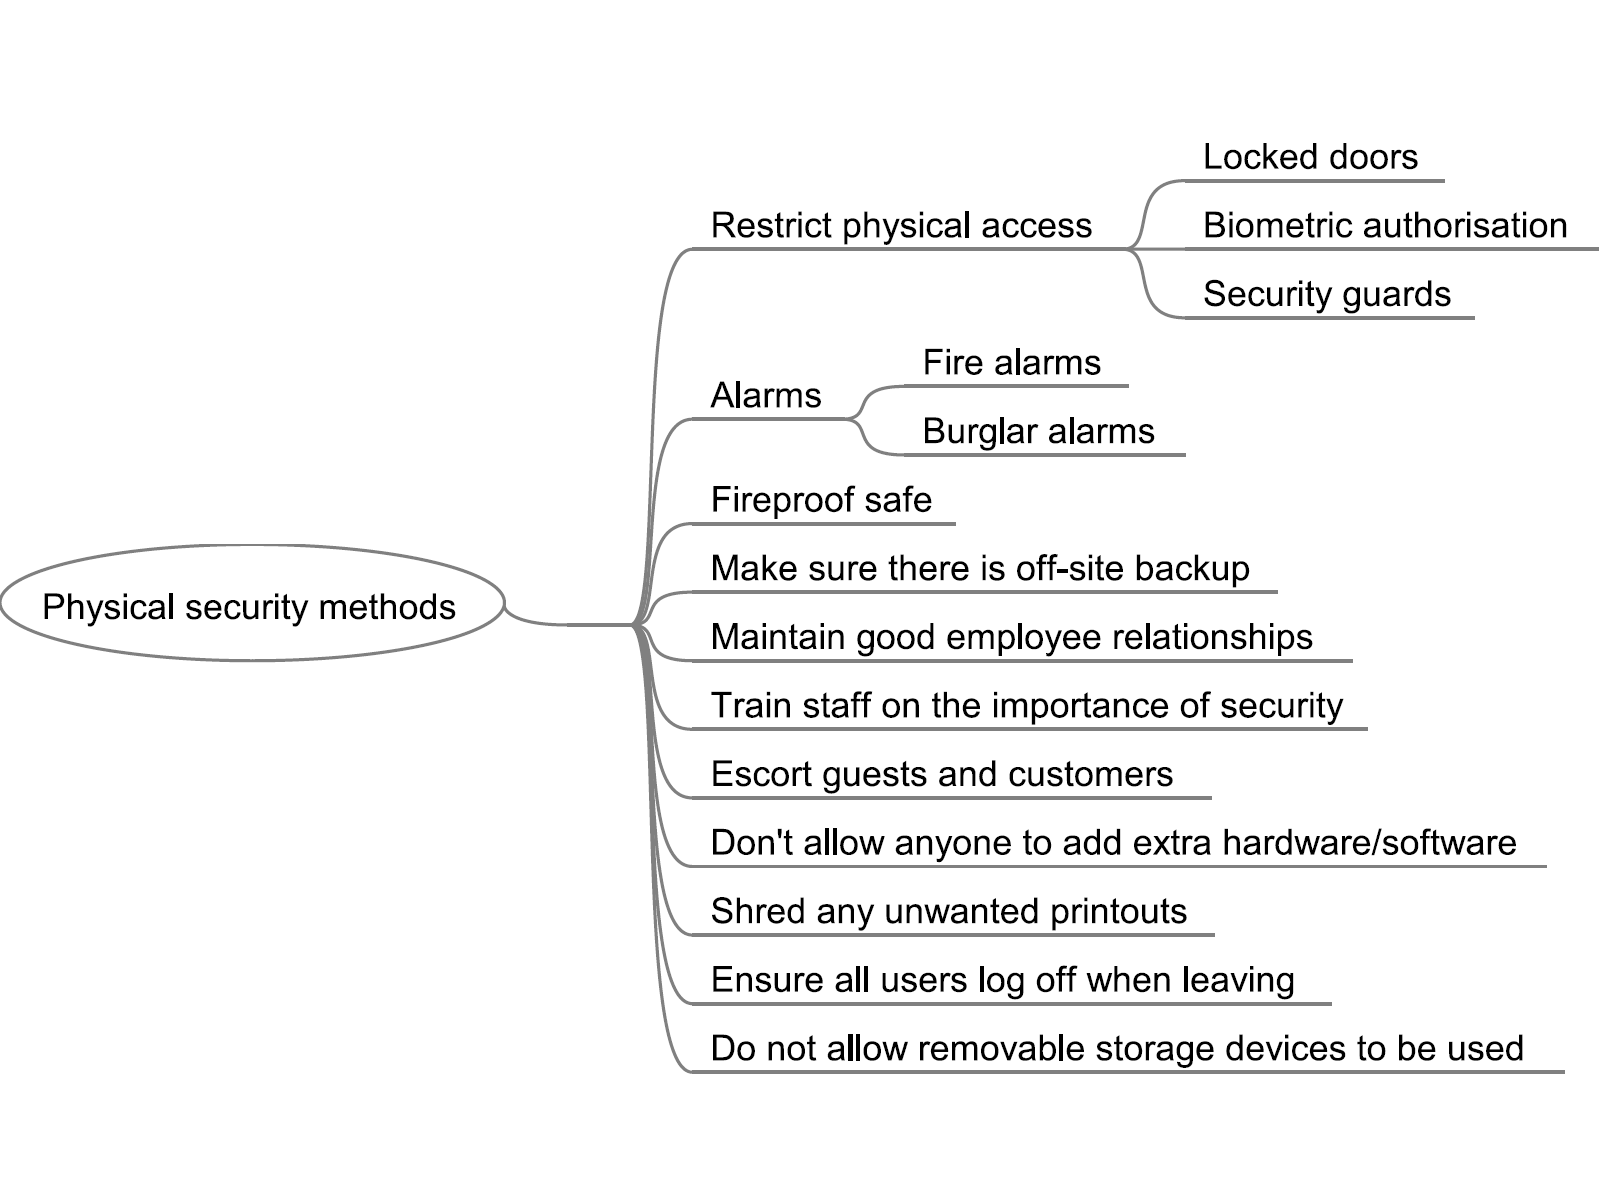 Physical security methods
Restrict physical access
Locked doors
Biometric authorisation
Security guards
Alarms
Fire alarms
Burglar alarms
Fireproof safe
Make sure there is off-site backup
Maintain good employee relationships
Train staff on the importance of security
Escort guests and customers
Don't allow anyone to add extra hardware/software
Shred any unwanted printouts
Ensure all users log off when leaving
Do not allow removable storage devices to be used